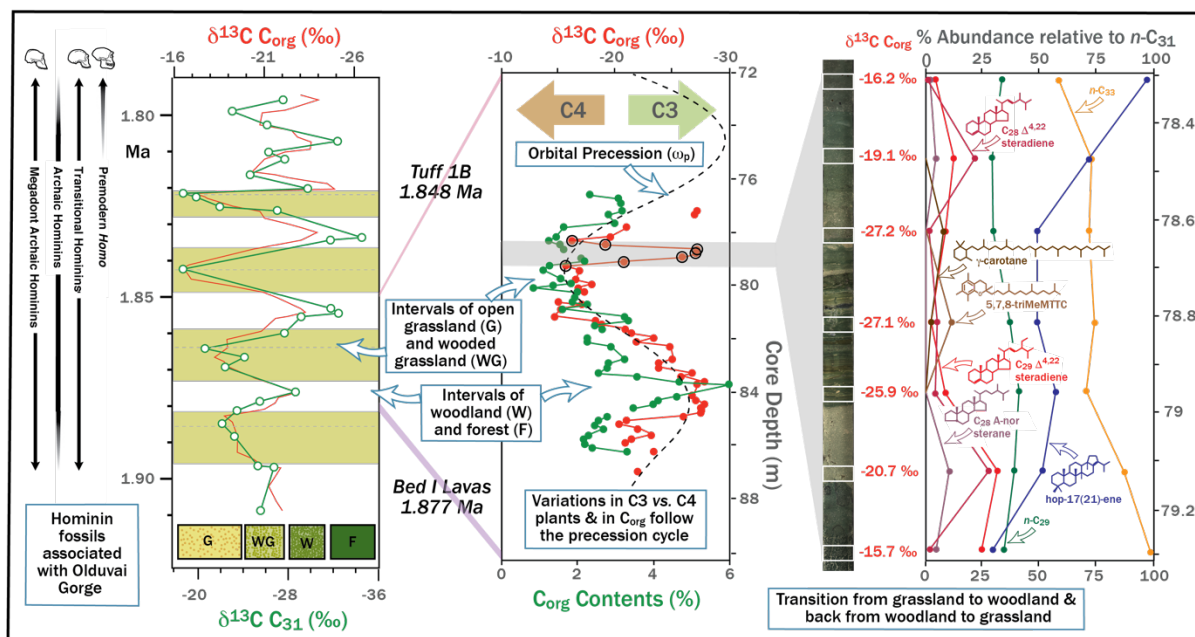 δ¹³C Corg (‰)
-16 -21 -26
1.80
Ma
1.85
1.90
-20 -28 -36
δ¹³C C₃₁ (‰)
G WG W F
Megadont Archaic Hominins
Archaic Hominins
Transitional Hominins
Premodern Homo
Hominin
fossils
associated
with Olduvai
Gorge
Tuff 1B
1.848 Ma
Bed I Lavas
1.877 Ma
Intervals of open
grassland (G)
and wooded
grassland (WG)
Intervals of
woodland (W)
and forest (F)
δ¹³C Corg (‰)
-10 -15 -20 -25 -30
C4 C3
Orbital Precession (ωp)
72
76
80
84
88
Core Depth (m)
Variations in C3 vs. C4
plants & in Corg follow
the precession cycle
0 2 4 6
Corg Contents (%)
δ¹³C Corg
-16.2 ‰
-19.1 ‰
-27.2 ‰
-27.1 ‰
-25.9 ‰
-20.7 ‰
-15.7 ‰
% Abundance relative to n-C₃₁
0 25 50 75 100
n-C₃₃
C₂₈ Δ⁴,²²
steradiene
γ-carotane
5,7,8-triMeMTTC
C₂₉ Δ⁴,²²
steradiene
C₂₈ A-nor
sterane
hop-17(21)-ene
n-C₂₉
78.4
78.6
78.8
79
79.2
0 25 50 75 100
Transition from grassland to woodland &
back from woodland to grassland